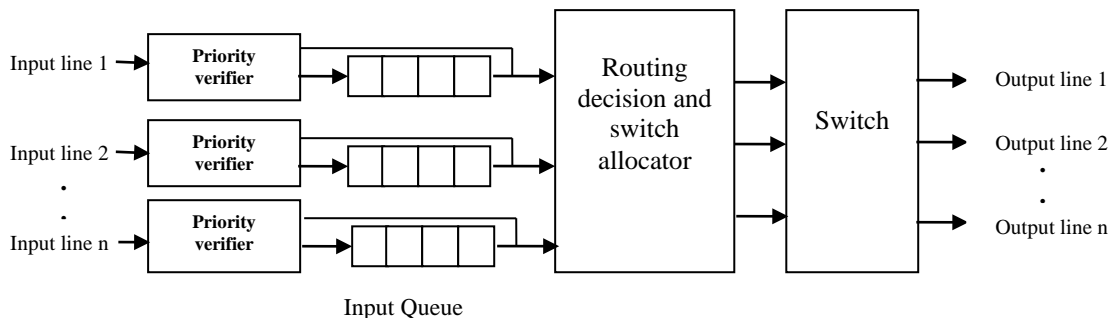 Input line 1
Priority
verifier
Routing
decision and
switch
allocator
Switch
Output line 1
Input line 2
Priority
verifier
Output line 2
.
.
.
.
Input line n
Priority
verifier
Output line n
Input Queue